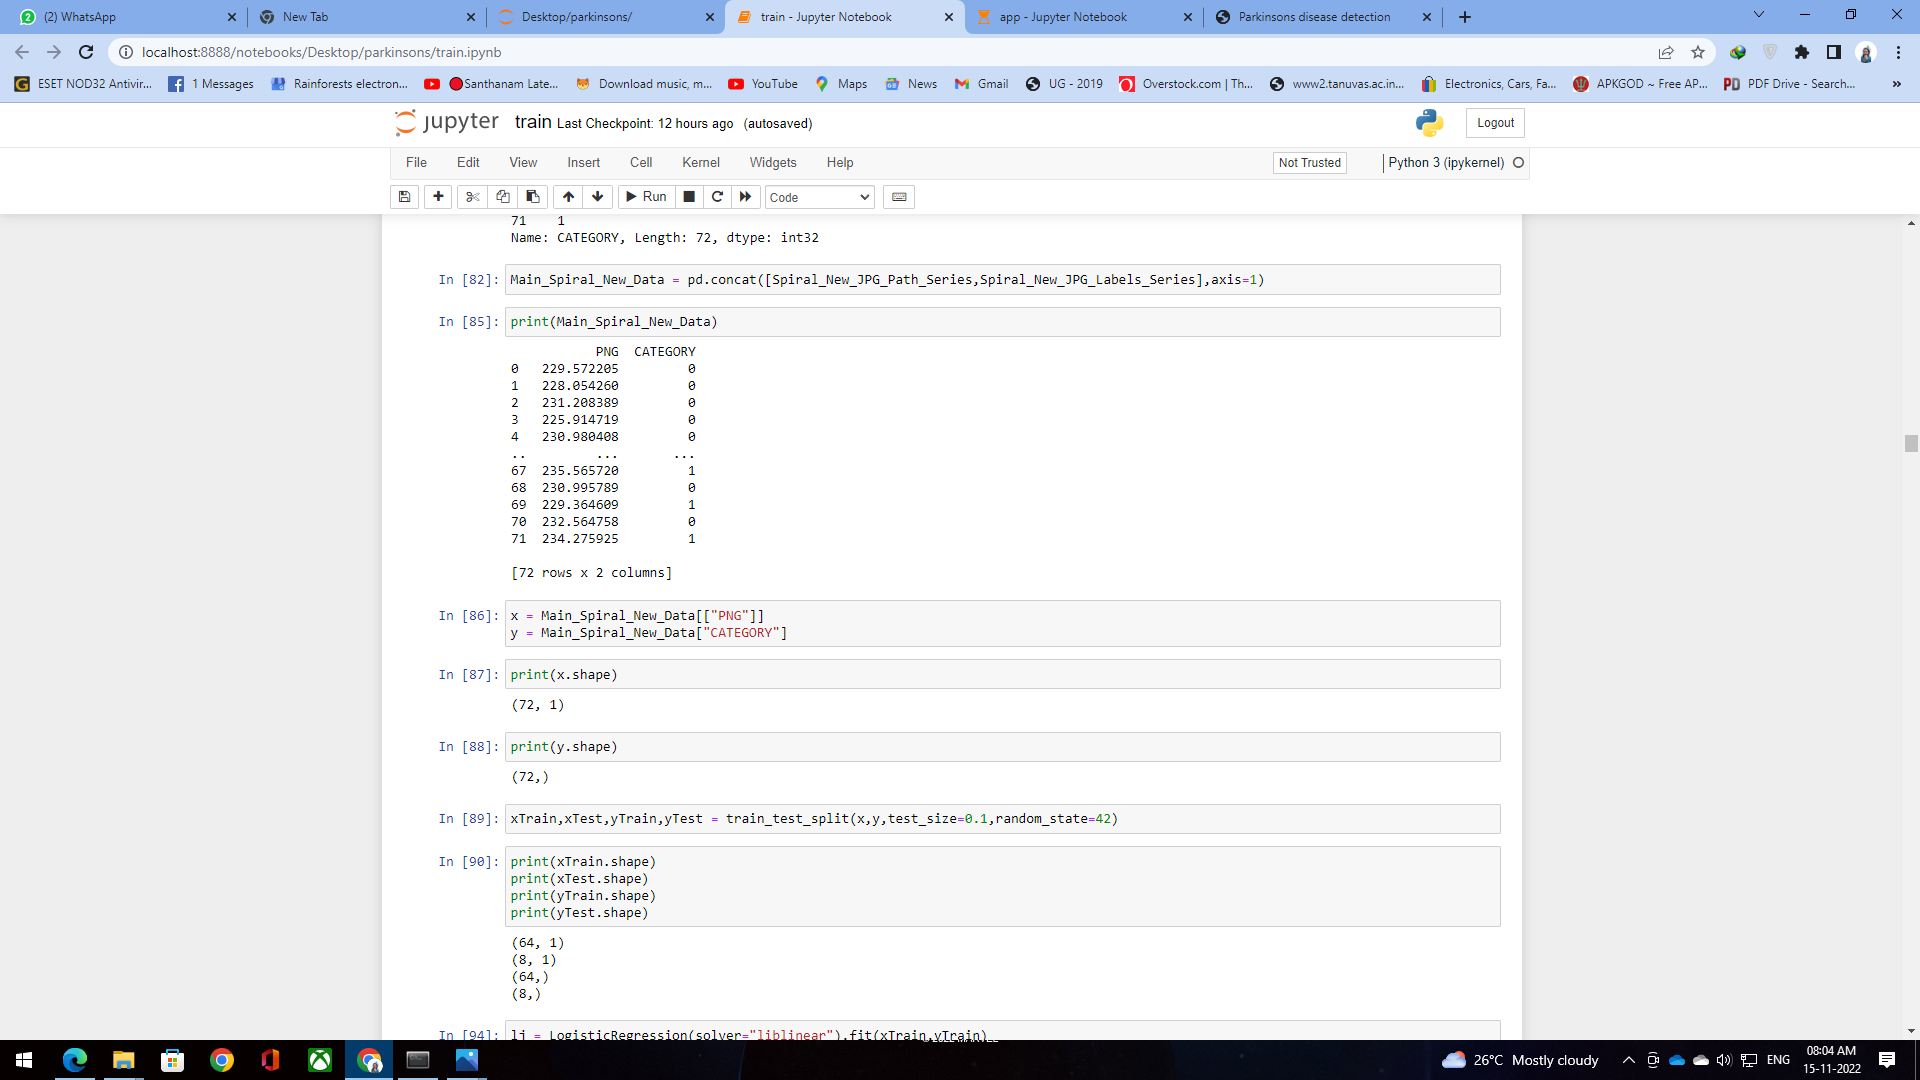 (2) WhatsApp
New Tab
Desktop/parkinsons/
train - Jupyter Notebook
app - Jupyter Notebook
Parkinsons disease detection
localhost:8888/notebooks/Desktop/parkinsons/train.ipynb
ESET NOD32 Antivir...
1 Messages
Rainforests electron...
Santhanam Late...
Download music, m...
YouTube
Maps
News
Gmail
UG - 2019
Overstock.com | Th...
www2.tanuvas.ac.in...
Electronics, Cars, Fa...
APKGOD ~ Free AP...
PDF Drive - Search...
»
jupyter train Last Checkpoint: 12 hours ago (autosaved)
Logout
File Edit View Insert Cell Kernel Widgets Help
Not Trusted
Python 3 (ipykernel)
Run
Code
71    1
Name: CATEGORY, Length: 72, dtype: int32
In [82]: Main_Spiral_New_Data = pd.concat([Spiral_New_JPG_Path_Series,Spiral_New_JPG_Labels_Series],axis=1)
In [85]: print(Main_Spiral_New_Data)
PNG  CATEGORY
0   229.572205         0
1   228.054260         0
2   231.208389         0
3   225.914719         0
4   230.980408         0
..         ...       ...
67  235.565720         1
68  230.995789         0
69  229.364609         1
70  232.564758         0
71  234.275925         1
[72 rows x 2 columns]
In [86]: x = Main_Spiral_New_Data[["PNG"]]
y = Main_Spiral_New_Data["CATEGORY"]
In [87]: print(x.shape)
(72, 1)
In [88]: print(y.shape)
(72,)
In [89]: xTrain,xTest,yTrain,yTest = train_test_split(x,y,test_size=0.1,random_state=42)
In [90]: print(xTrain.shape)
print(xTest.shape)
print(yTrain.shape)
print(yTest.shape)
(64, 1)
(8, 1)
(64,)
(8,)
In [94]: lj = LogisticRegression(solver="liblinear").fit(xTrain,yTrain)
26°C Mostly cloudy
ENG
08:04 AM
15-11-2022